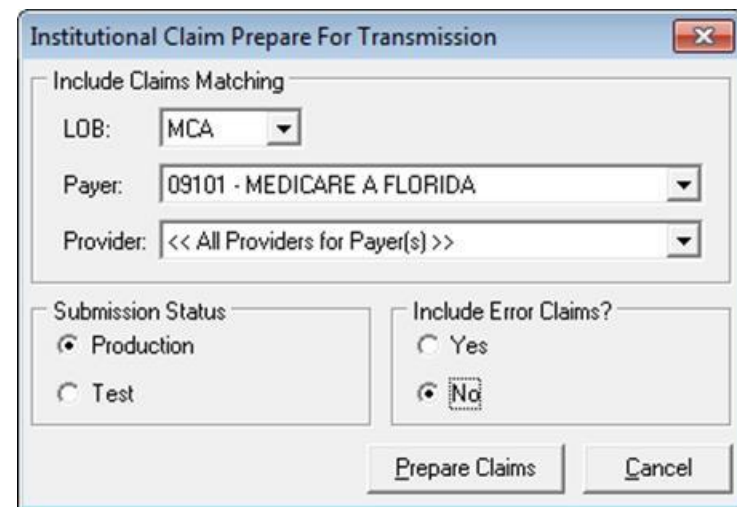 Institutional Claim Prepare For Transmission
Include Claims Matching
LOB: MCA
Payer: 09101 - MEDICARE A FLORIDA
Provider: << All Providers for Payer(s) >>
Submission Status
Production
Test
Include Error Claims?
Yes
No
Prepare Claims
Cancel